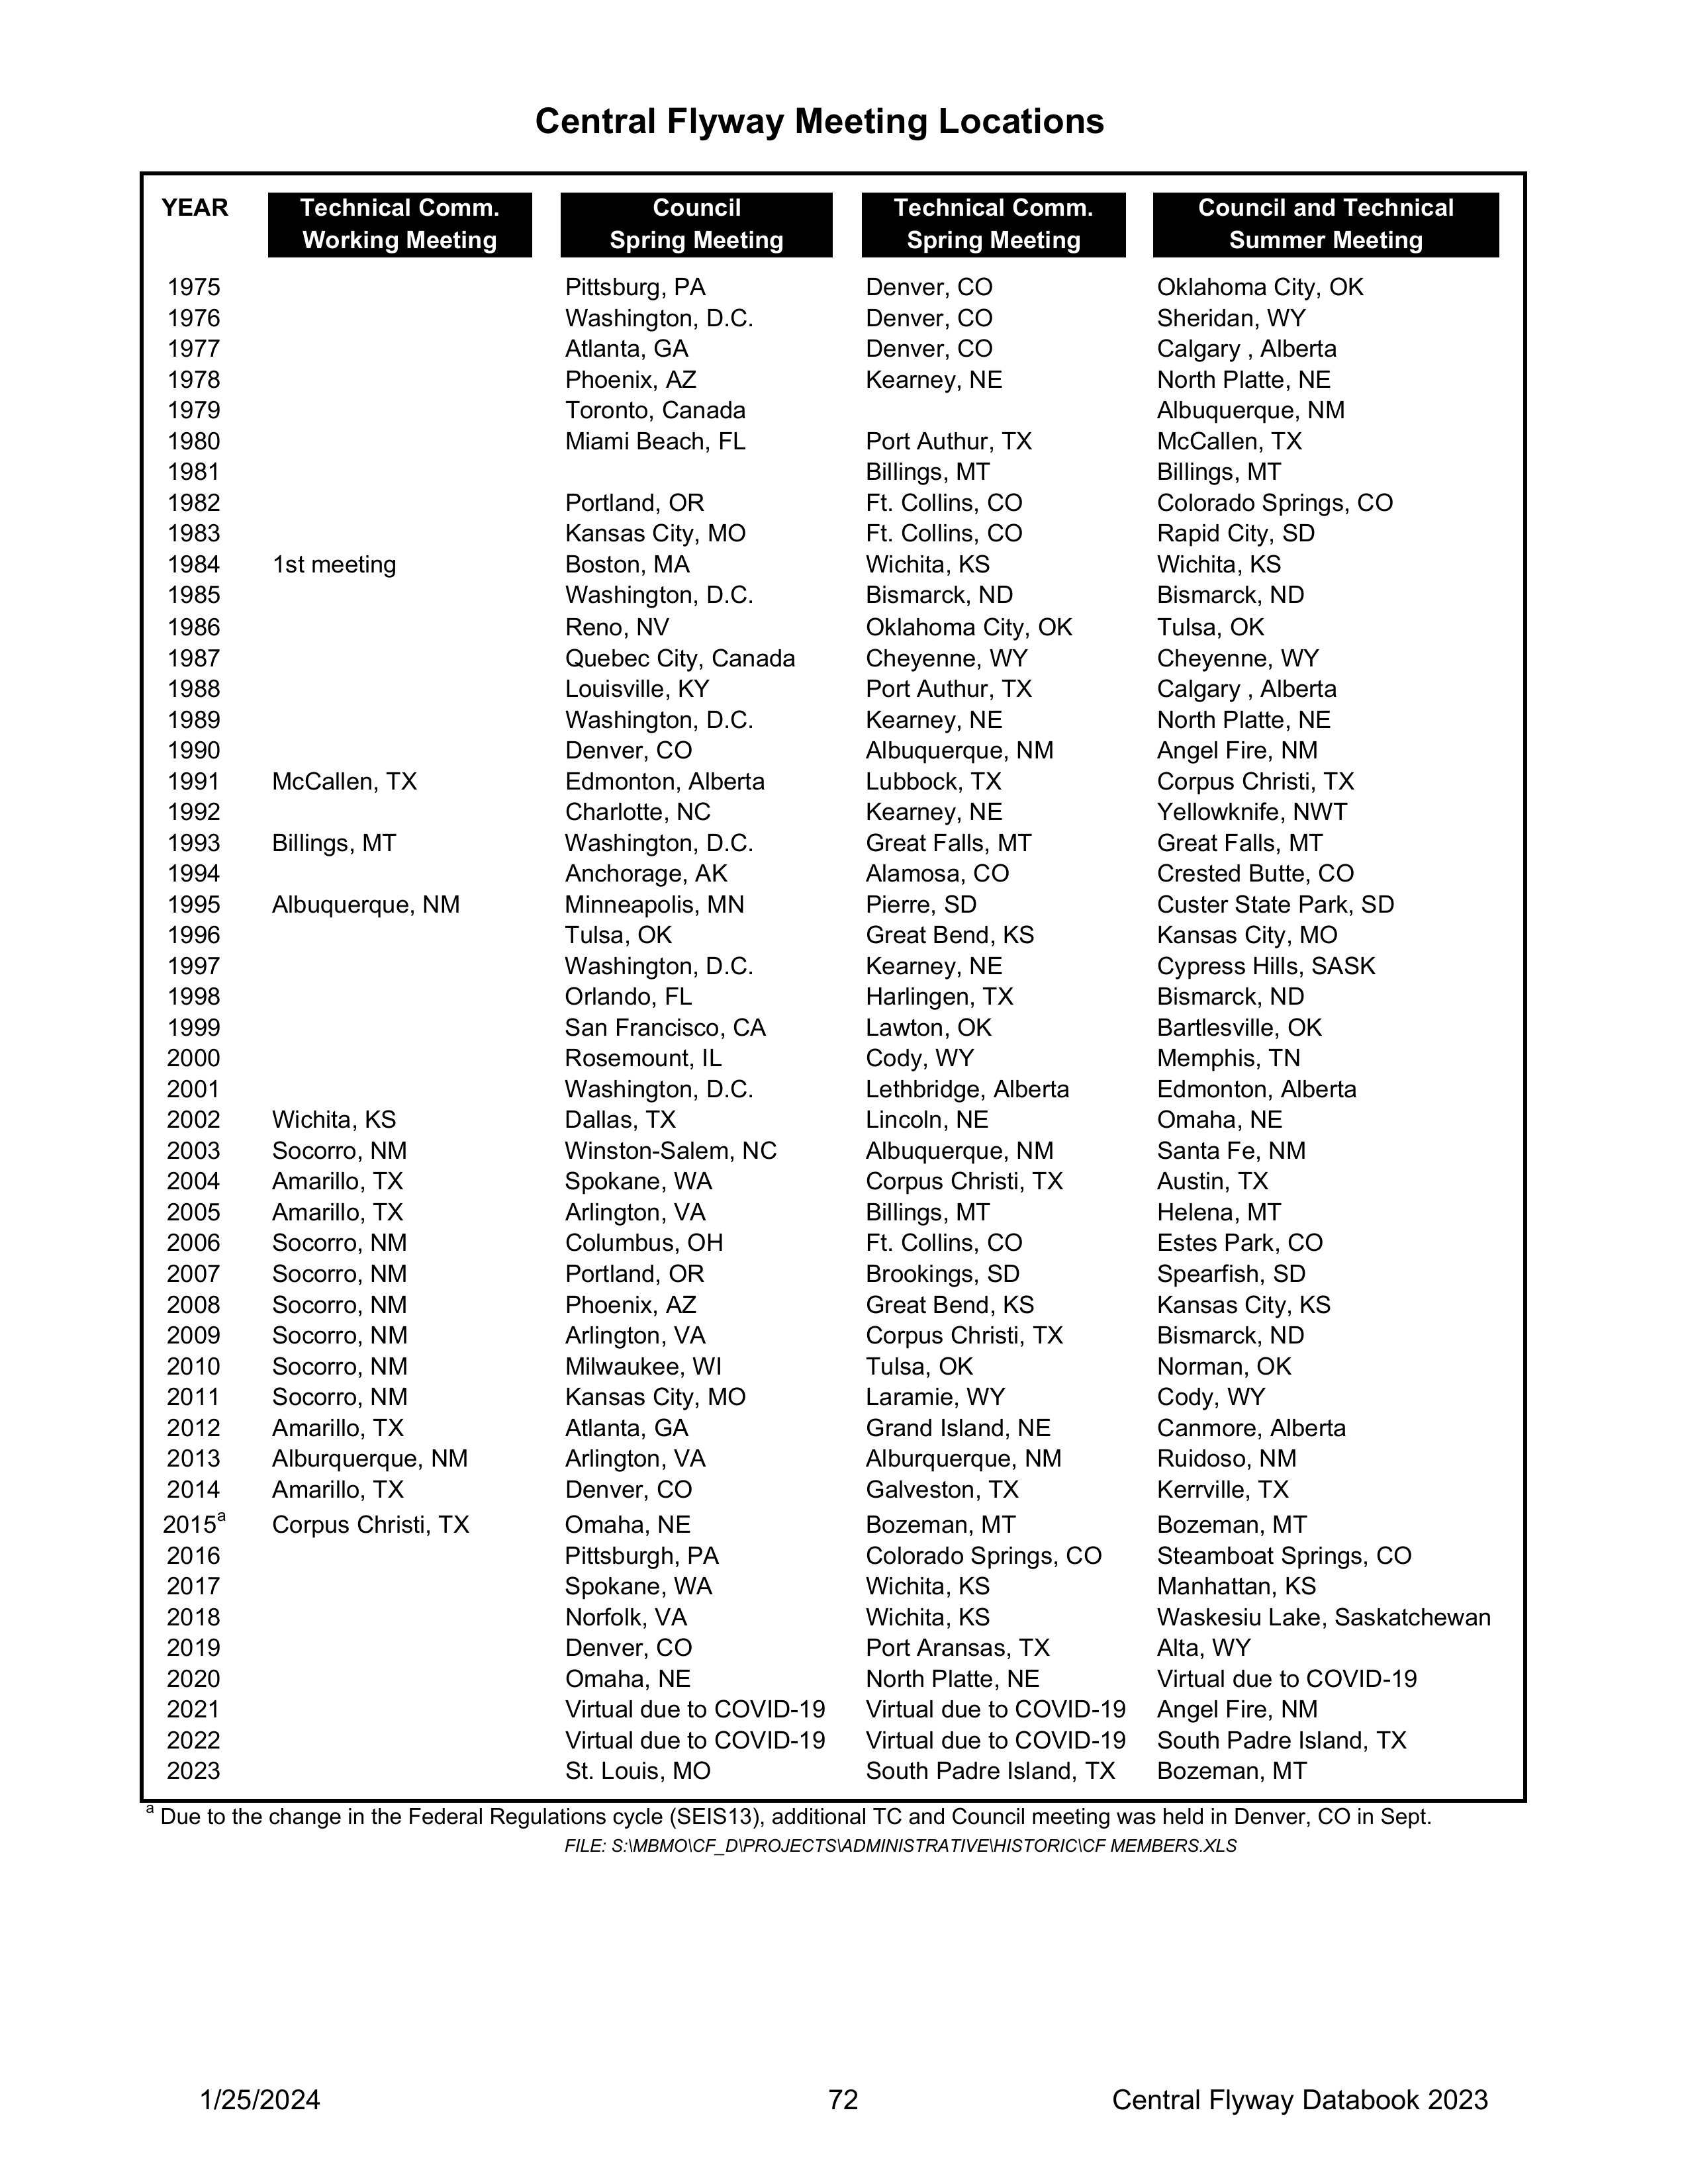 Central Flyway Meeting Locations
YEAR Technical Comm. Council Technical Comm. Council and Technical
Working Meeting Spring Meeting Spring Meeting Summer Meeting
1975 Pittsburg, PA Denver, CO Oklahoma City, OK
1976 Washington, D.C. Denver, CO Sheridan, WY
1977 Atlanta, GA Denver, CO Calgary , Alberta
1978 Phoenix, AZ Kearney, NE North Platte, NE
1979 Toronto, Canada Albuquerque, NM
1980 Miami Beach, FL Port Authur, TX McCallen, TX
1981 Billings, MT Billings, MT
1982 Portland, OR Ft. Collins, CO Colorado Springs, CO
1983 Kansas City, MO Ft. Collins, CO Rapid City, SD
1984 1st meeting Boston, MA Wichita, KS Wichita, KS
1985 Washington, D.C. Bismarck, ND Bismarck, ND
1986 Reno, NV Oklahoma City, OK Tulsa, OK
1987 Quebec City, Canada Cheyenne, WY Cheyenne, WY
1988 Louisville, KY Port Authur, TX Calgary , Alberta
1989 Washington, D.C. Kearney, NE North Platte, NE
1990 Denver, CO Albuquerque, NM Angel Fire, NM
1991 McCallen, TX Edmonton, Alberta Lubbock, TX Corpus Christi, TX
1992 Charlotte, NC Kearney, NE Yellowknife, NWT
1993 Billings, MT Washington, D.C. Great Falls, MT Great Falls, MT
1994 Anchorage, AK Alamosa, CO Crested Butte, CO
1995 Albuquerque, NM Minneapolis, MN Pierre, SD Custer State Park, SD
1996 Tulsa, OK Great Bend, KS Kansas City, MO
1997 Washington, D.C. Kearney, NE Cypress Hills, SASK
1998 Orlando, FL Harlingen, TX Bismarck, ND
1999 San Francisco, CA Lawton, OK Bartlesville, OK
2000 Rosemount, IL Cody, WY Memphis, TN
2001 Washington, D.C. Lethbridge, Alberta Edmonton, Alberta
2002 Wichita, KS Dallas, TX Lincoln, NE Omaha, NE
2003 Socorro, NM Winston-Salem, NC Albuquerque, NM Santa Fe, NM
2004 Amarillo, TX Spokane, WA Corpus Christi, TX Austin, TX
2005 Amarillo, TX Arlington, VA Billings, MT Helena, MT
2006 Socorro, NM Columbus, OH Ft. Collins, CO Estes Park, CO
2007 Socorro, NM Portland, OR Brookings, SD Spearfish, SD
2008 Socorro, NM Phoenix, AZ Great Bend, KS Kansas City, KS
2009 Socorro, NM Arlington, VA Corpus Christi, TX Bismarck, ND
2010 Socorro, NM Milwaukee, WI Tulsa, OK Norman, OK
2011 Socorro, NM Kansas City, MO Laramie, WY Cody, WY
2012 Amarillo, TX Atlanta, GA Grand Island, NE Canmore, Alberta
2013 Alburquerque, NM Arlington, VA Alburquerque, NM Ruidoso, NM
2014 Amarillo, TX Denver, CO Galveston, TX Kerrville, TX
2015a Corpus Christi, TX Omaha, NE Bozeman, MT Bozeman, MT
2016 Pittsburgh, PA Colorado Springs, CO Steamboat Springs, CO
2017 Spokane, WA Wichita, KS Manhattan, KS
2018 Norfolk, VA Wichita, KS Waskesiu Lake, Saskatchewan
2019 Denver, CO Port Aransas, TX Alta, WY
2020 Omaha, NE North Platte, NE Virtual due to COVID-19
2021 Virtual due to COVID-19 Virtual due to COVID-19 Angel Fire, NM
2022 Virtual due to COVID-19 Virtual due to COVID-19 South Padre Island, TX
2023 St. Louis, MO South Padre Island, TX Bozeman, MT
a Due to the change in the Federal Regulations cycle (SEIS13), additional TC and Council meeting was held in Denver, CO in Sept.
FILE: S:\MBMO\CF_D\PROJECTS\ADMINISTRATIVE\HISTORIC\CF MEMBERS.XLS
1/25/2024 72 Central Flyway Databook 2023